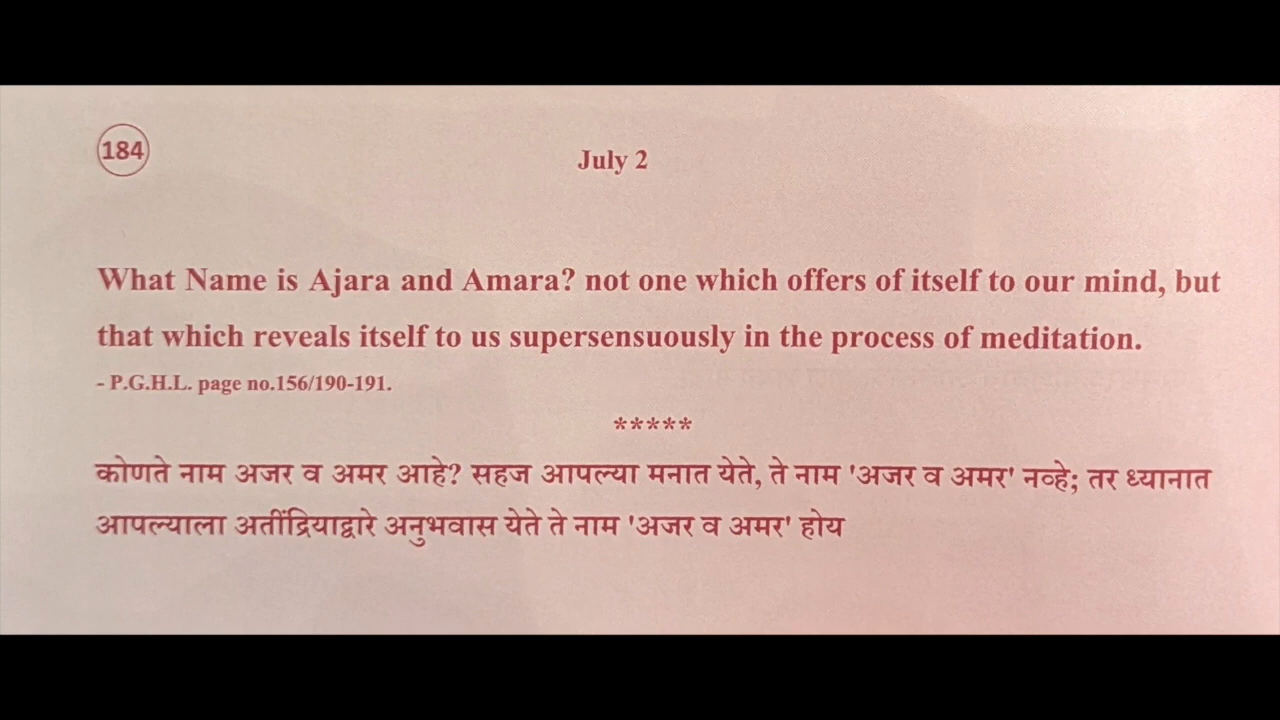 184
July 2
What Name is Ajara and Amara? not one which offers of itself to our mind, but
that which reveals itself to us supersensuously in the process of meditation.
- P.G.H.L. page no.156/190-191.
*****
कोणते नाम अजर व अमर आहे? सहज आपल्या मनात येते, ते नाम 'अजर व अमर' नव्हे; तर ध्यानात
आपल्याला अतींद्रियाद्वारे अनुभवास येते ते नाम 'अजर व अमर' होय